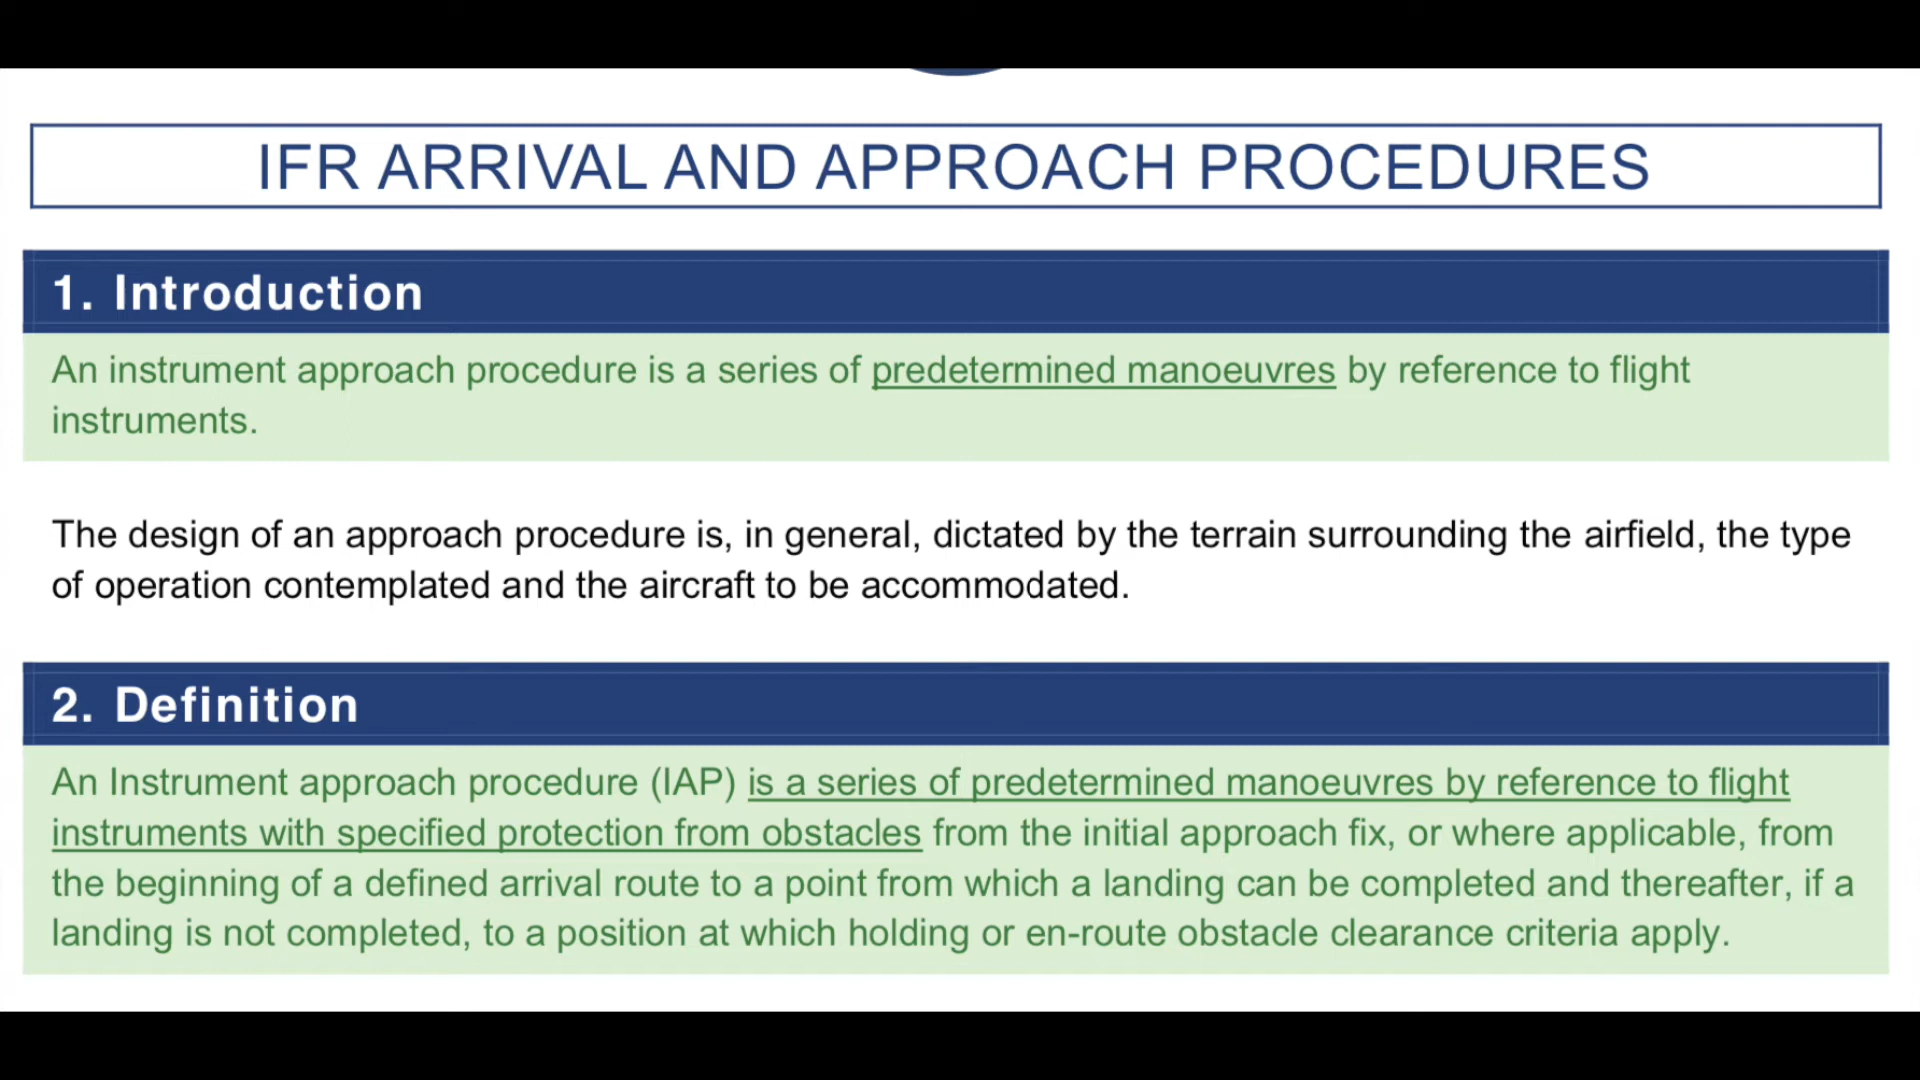 IFR ARRIVAL AND APPROACH PROCEDURES
1. Introduction
An instrument approach procedure is a series of predetermined manoeuvres by reference to flight
instruments.
The design of an approach procedure is, in general, dictated by the terrain surrounding the airfield, the type
of operation contemplated and the aircraft to be accommodated.
2. Definition
An Instrument approach procedure (IAP) is a series of predetermined manoeuvres by reference to flight
instruments with specified protection from obstacles from the initial approach fix, or where applicable, from
the beginning of a defined arrival route to a point from which a landing can be completed and thereafter, if a
landing is not completed, to a position at which holding or en-route obstacle clearance criteria apply.